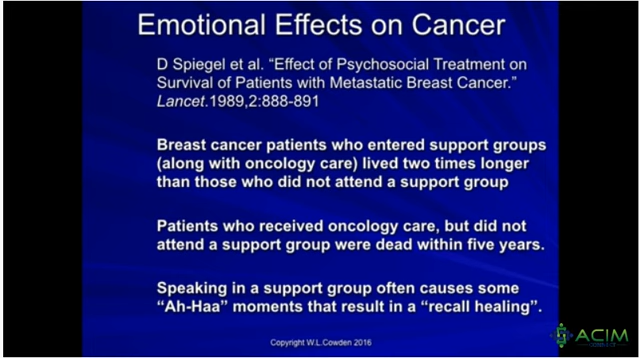 Emotional Effects on Cancer
D Spiegel et al. “Effect of Psychosocial Treatment on
Survival of Patients with Metastatic Breast Cancer.”
Lancet.1989,2:888-891
Breast cancer patients who entered support groups
(along with oncology care) lived two times longer
than those who did not attend a support group
Patients who received oncology care, but did not
attend a support group were dead within five years.
Speaking in a support group often causes some
“Ah-Haa” moments that result in a “recall healing”.
Copyright W.L.Cowden 2016
ACIM